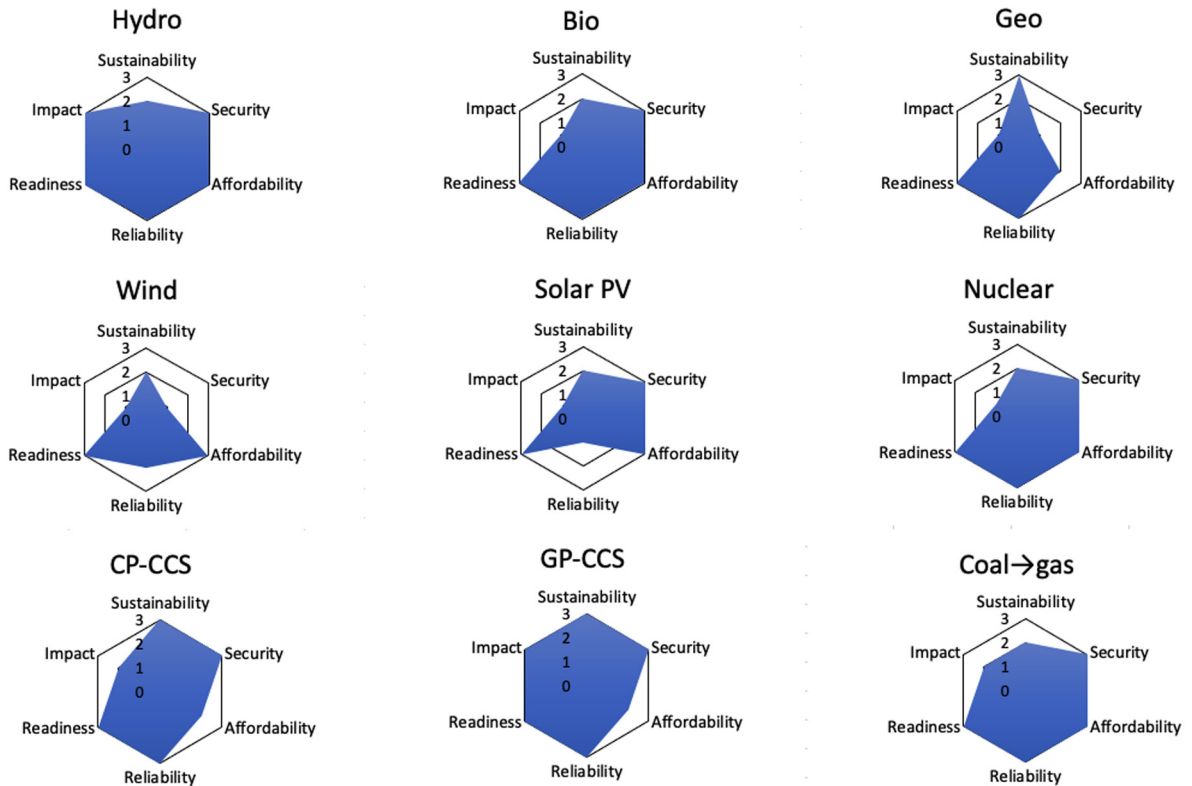 Hydro
Sustainability
3
Impact
2
Security
1
0
Readiness
Affordability
Reliability
Bio
Sustainability
3
Impact
2
Security
1
0
Readiness
Affordability
Reliability
Geo
Sustainability
3
Impact
2
Security
1
0
Readiness
Affordability
Reliability
Wind
Sustainability
3
Impact
2
Security
1
0
Readiness
Affordability
Reliability
Solar PV
Sustainability
3
Impact
2
Security
1
0
Readiness
Affordability
Reliability
Nuclear
Sustainability
3
Impact
2
Security
1
0
Readiness
Affordability
Reliability
CP-CCS
Sustainability
3
Impact
2
Security
1
0
Readiness
Affordability
Reliability
GP-CCS
Sustainability
3
Impact
2
Security
1
0
Readiness
Affordability
Reliability
Coal→gas
Sustainability
3
Impact
2
Security
1
0
Readiness
Affordability
Reliability